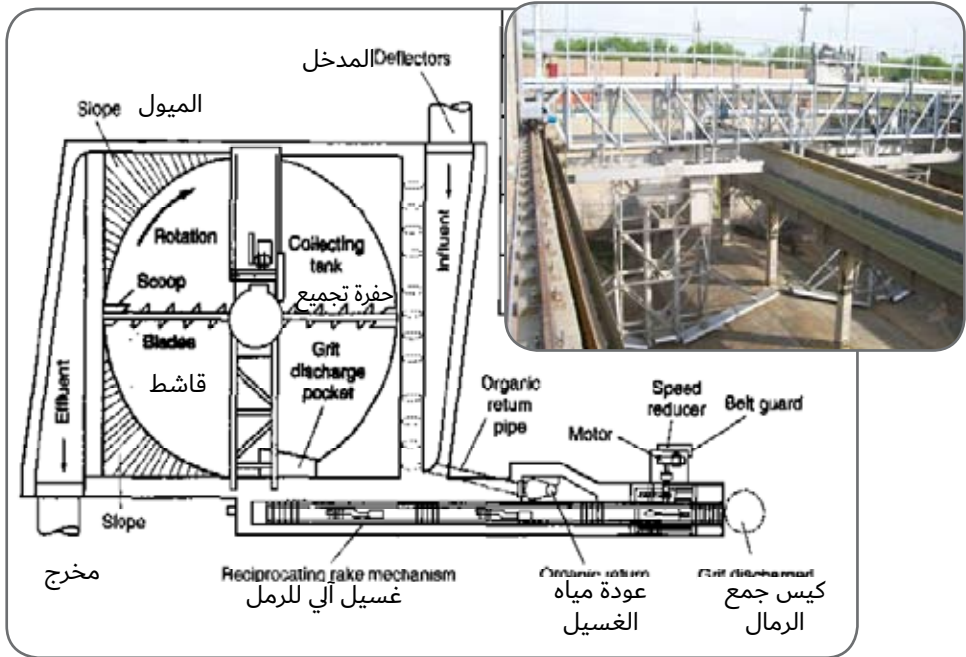 المدخل
Deflectors
Slope
الميول
Influent
Rotation
Collecting
tank
حفرة تجميع
Scoop
Blades
قاشط
Grit
discharge
pocket
Effluent
Organic
return
pipe
Speed
reducer
Belt guard
Motor
Slope
مخرج
Reciprocating rake mechanism
غسيل آلي للرمل
Organic return
عودة مياه
الغسيل
Grit discharged
كيس جمع
الرمال